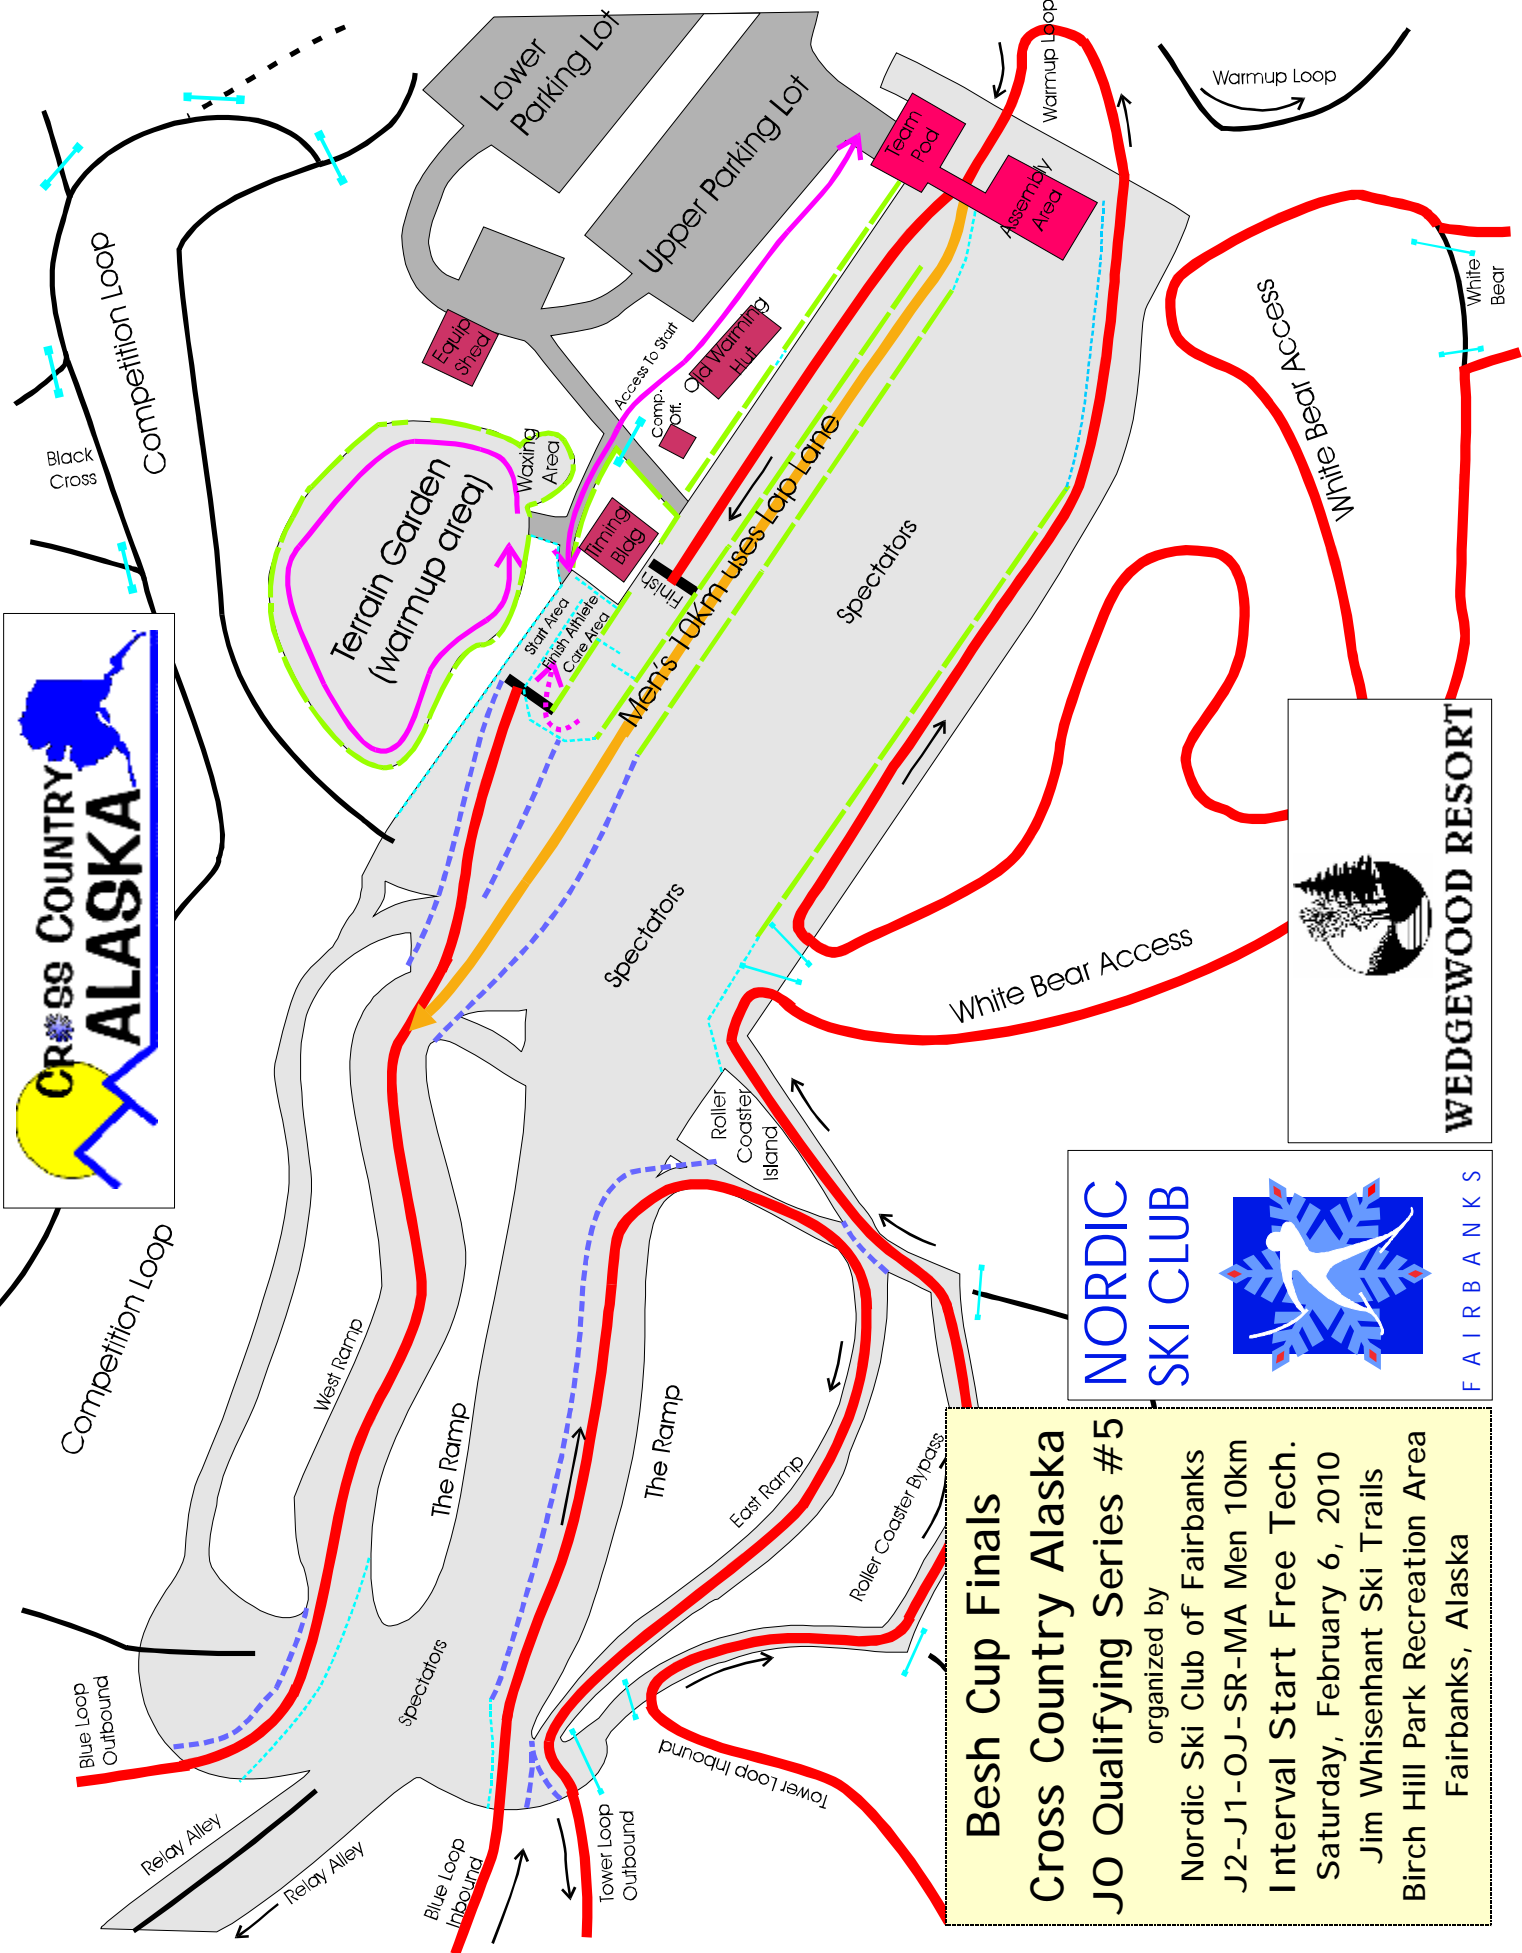 Besh Cup Finals
Cross Country Alaska
JO Qualifying Series #5
organized by
Nordic Ski Club of Fairbanks
J2-J1-OJ-SR-MA Men 10km
Interval Start Free Tech.
Saturday, February 6, 2010
Jim Whisenhant Ski Trails
Birch Hill Park Recreation Area
Fairbanks, Alaska
NORDIC
SKI CLUB
FAIRBANKS
WEDGEWOOD RESORT
CROSS COUNTRY
ALASKA
Lower
Parking Lot
Upper Parking Lot
Team
Pod
Assembly
Area
Warmup Loop
Warmup Loop
White
Bear
White Bear Access
White Bear Access
Equip
Shed
Old Warming
Hut
Comp.
Off.
Access To Start
Waxing
Area
Timing
Bldg
Finish
Start Area
Finish Athlete
Care Area
Terrain Garden
(warmup area)
Men's 10km uses Lap Lane
Spectators
Spectators
Spectators
Competition Loop
Competition Loop
Black
Cross
Roller
Coaster
Island
West Ramp
The Ramp
The Ramp
East Ramp
Roller Coaster Bypass
Tower Loop Inbound
Tower Loop
Outbound
Blue Loop
Inbound
Blue Loop
Outbound
Relay Alley
Relay Alley